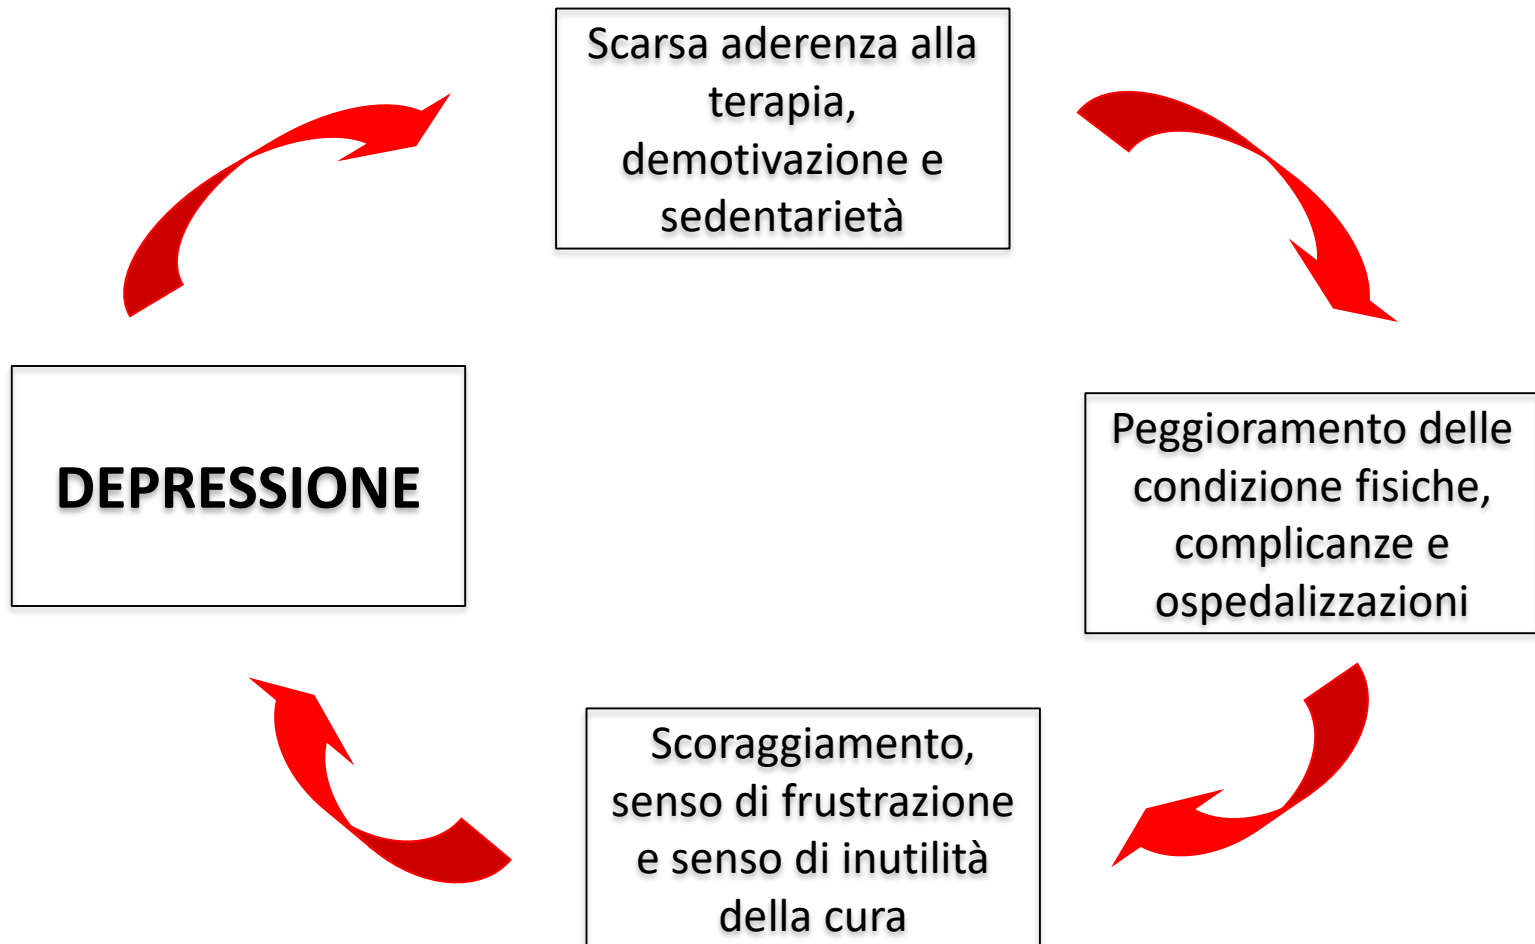 Scarsa aderenza alla
terapia,
demotivazione e
sedentarietà
DEPRESSIONE
Peggioramento delle
condizione fisiche,
complicanze e
ospedalizzazioni
Scoraggiamento,
senso di frustrazione
e senso di inutilità
della cura